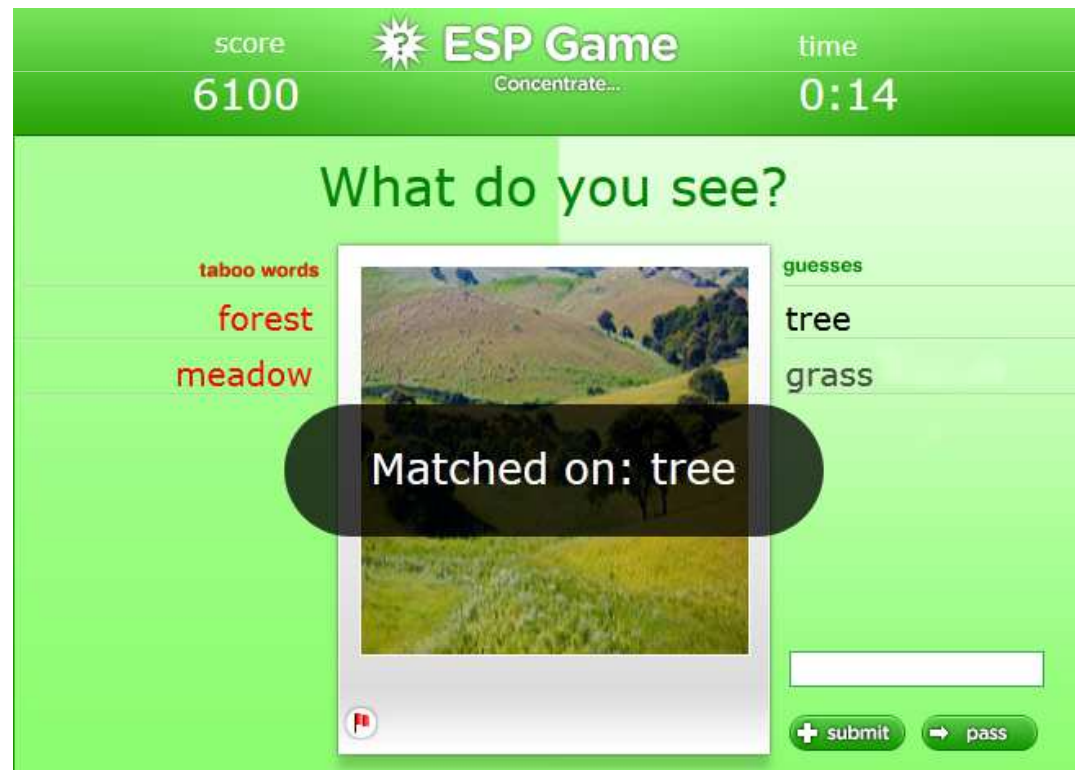 score
ESP Game
time
Concentrate...
6100
0:14
What do you see?
taboo words
guesses
forest
tree
meadow
grass
Matched on: tree
submit
pass